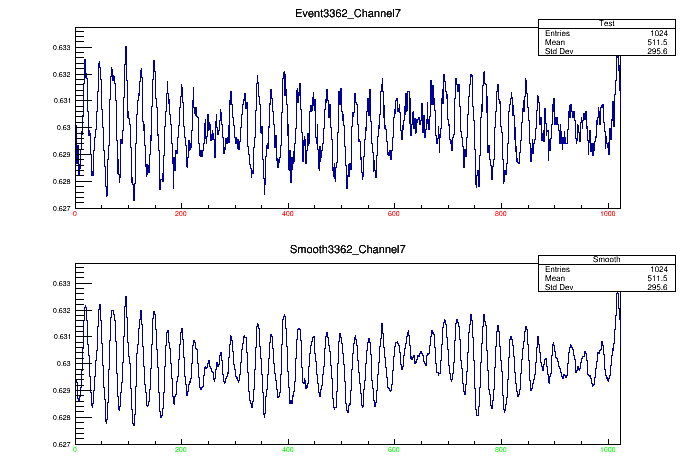 Event3362_Channel7
Test
Entries 1024
Mean 511.5
Std Dev 295.6
0.633
0.632
0.631
0.63
0.629
0.628
0.627
0 200 400 600 800 1000
Smooth3362_Channel7
Smooth
Entries 1024
Mean 511.5
Std Dev 295.6
0.633
0.632
0.631
0.63
0.629
0.628
0.627
0 200 400 600 800 1000